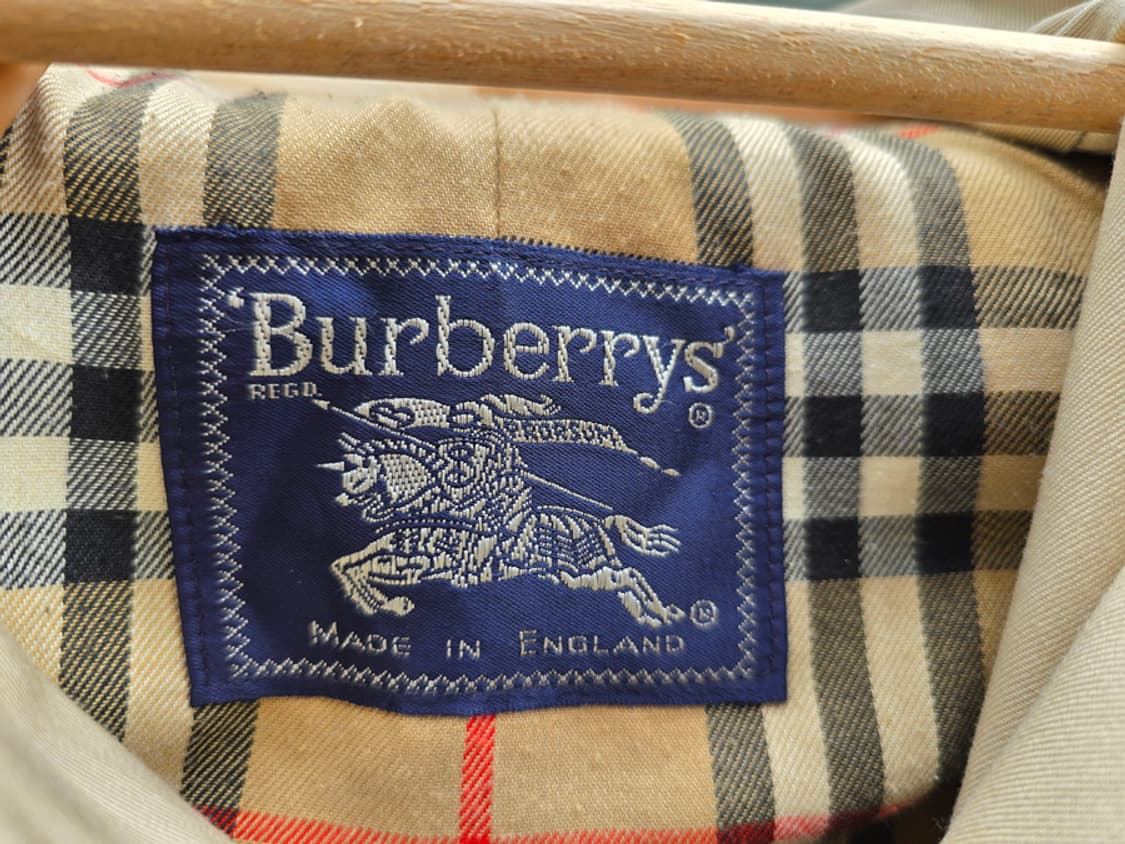 'Burberrys'
REGD. ®
®
MADE IN ENGLAND